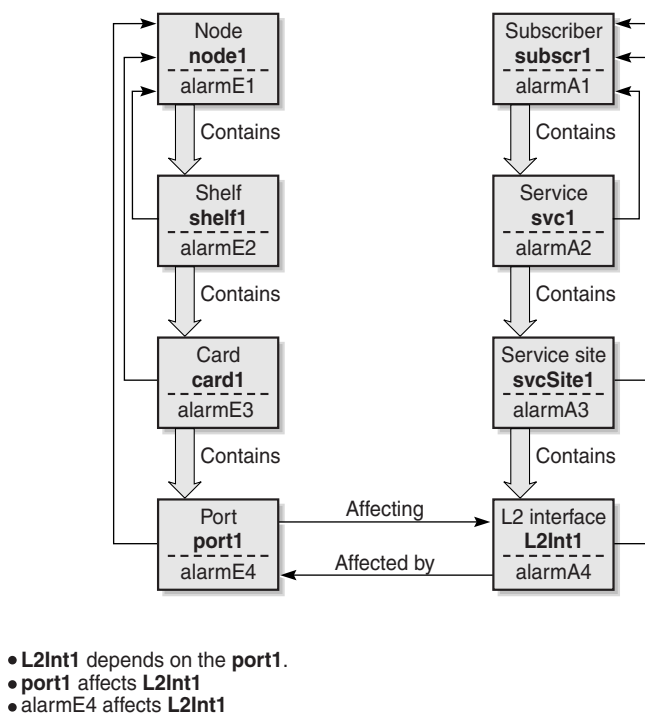 Node
node1
alarmE1
Contains
Shelf
shelf1
alarmE2
Contains
Card
card1
alarmE3
Contains
Port
port1
alarmE4
Subscriber
subscr1
alarmA1
Contains
Service
svc1
alarmA2
Contains
Service site
svcSite1
alarmA3
Contains
L2 interface
L2Int1
alarmA4
Affecting
Affected by
• L2Int1 depends on the port1.
• port1 affects L2Int1
• alarmE4 affects L2Int1